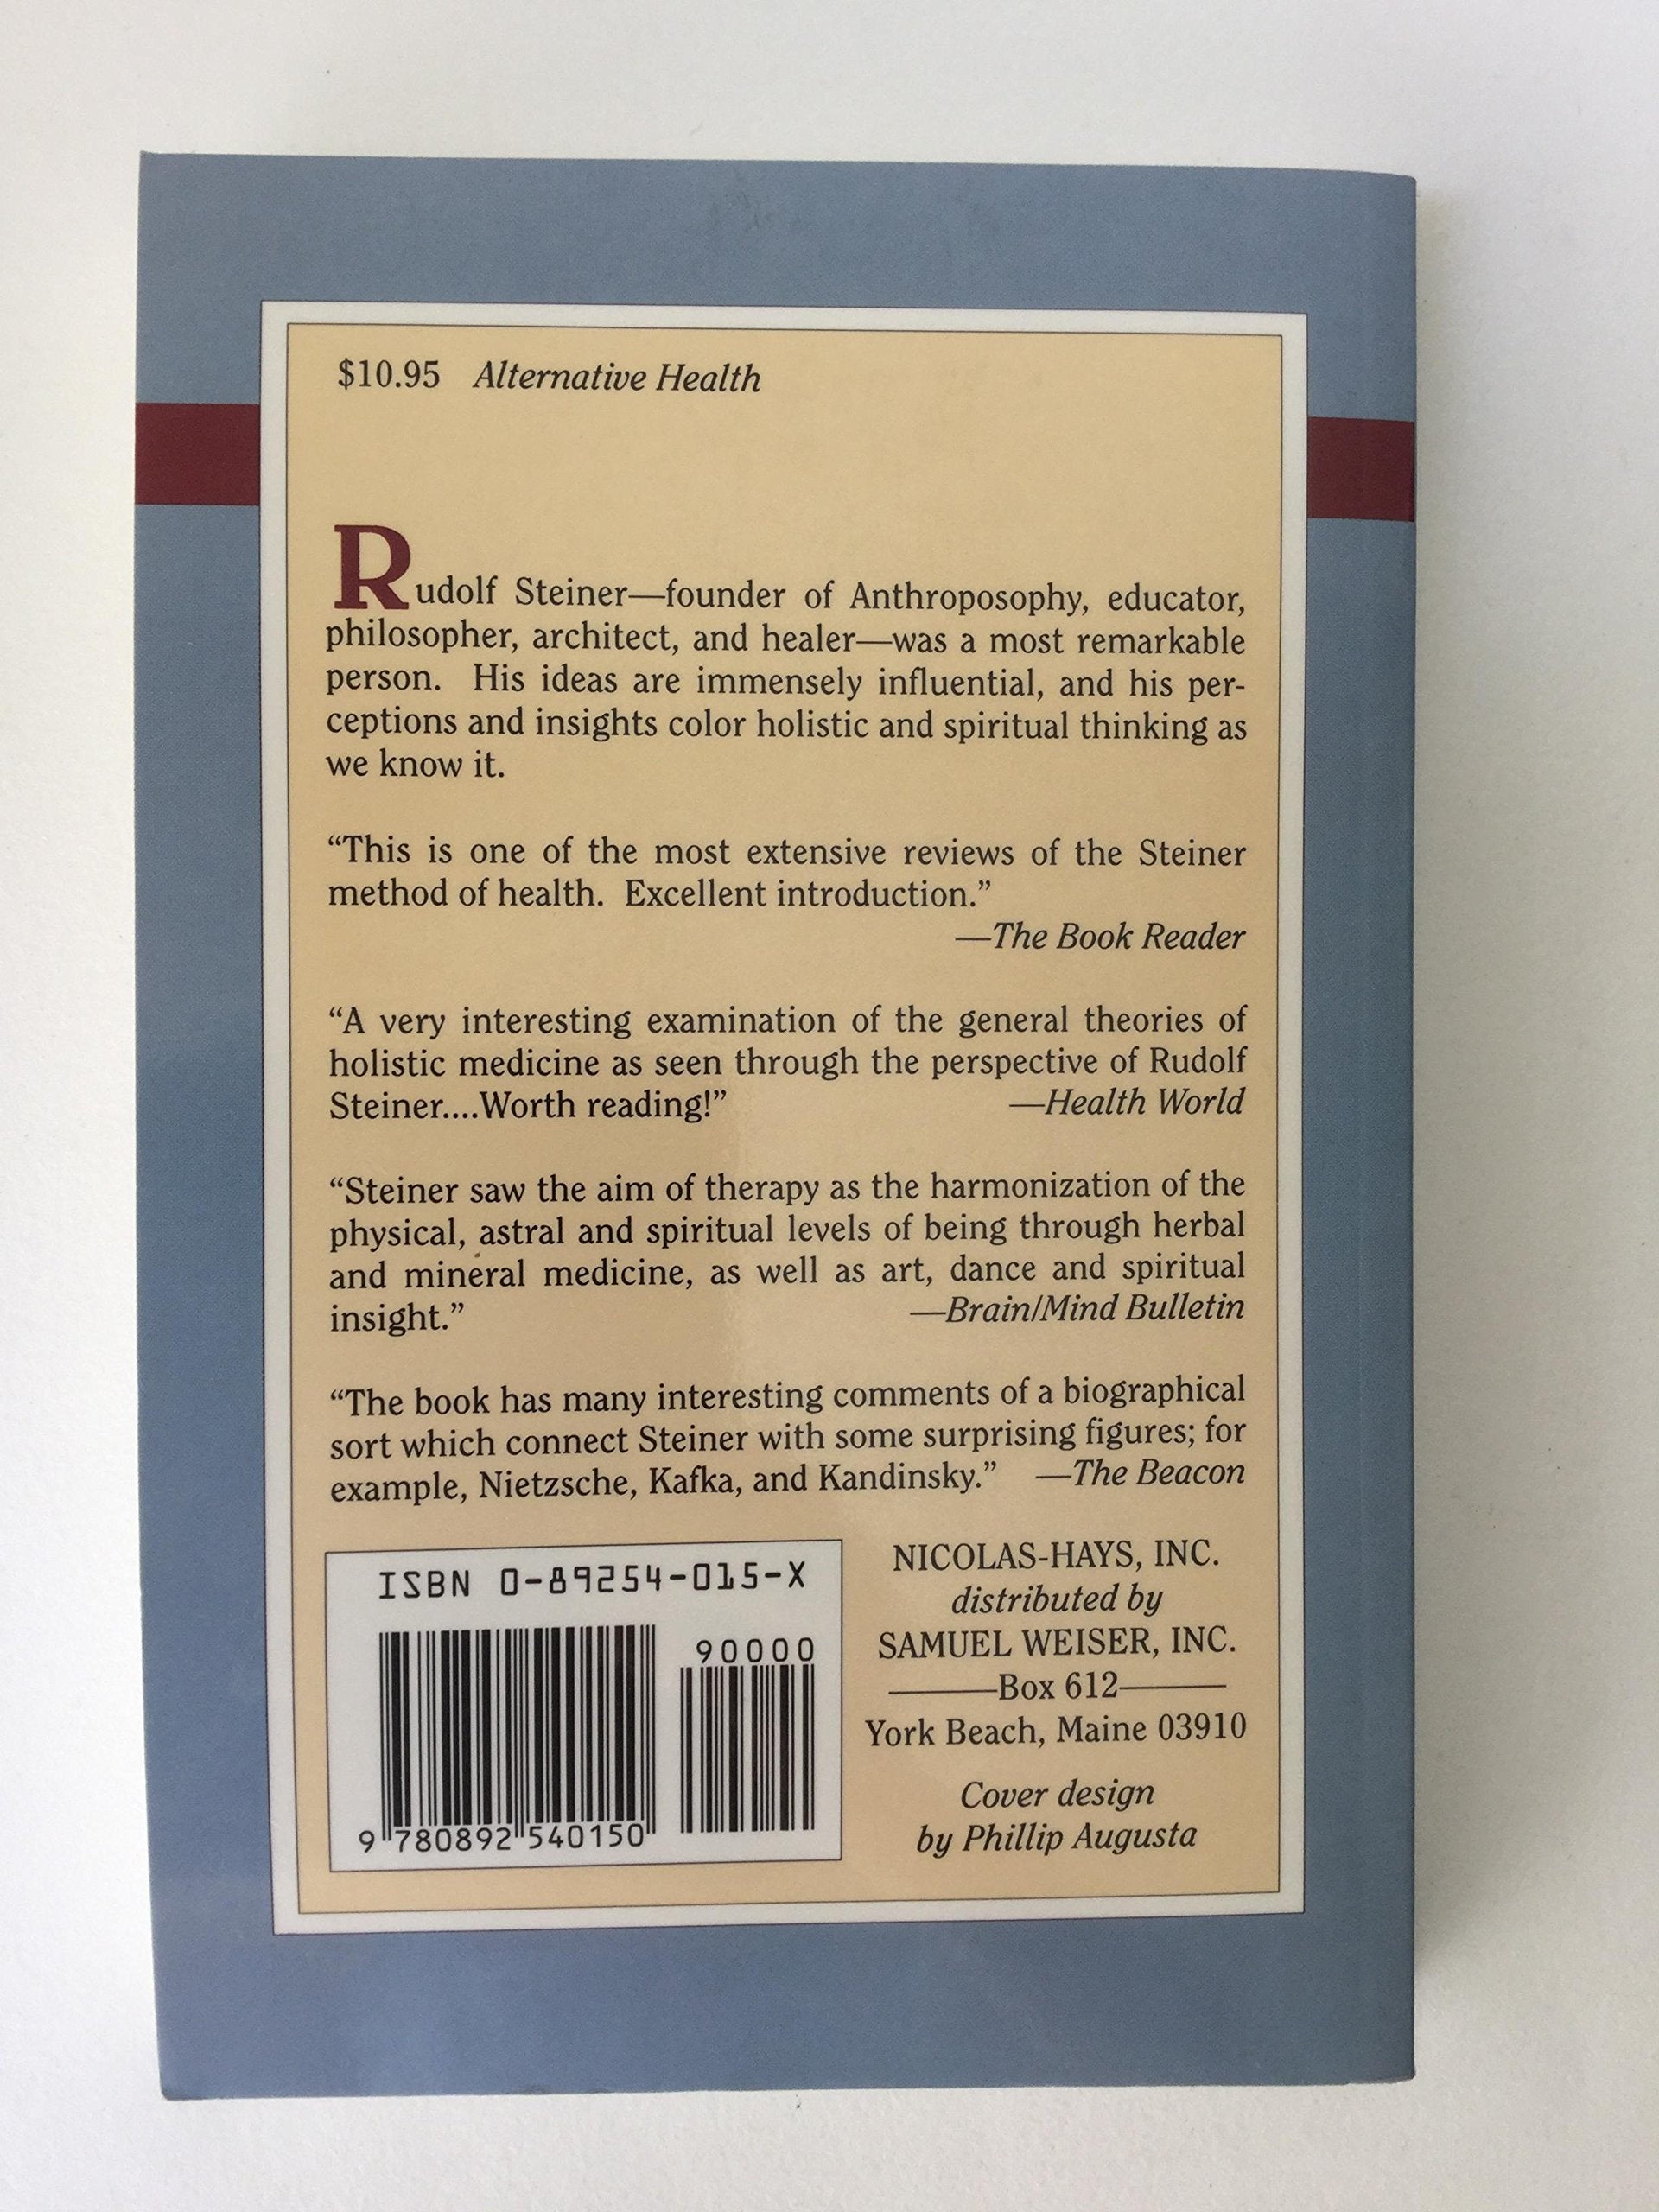 $10.95 Alternative Health
Rudolf Steiner—founder of Anthroposophy, educator,
philosopher, architect, and healer—was a most remarkable
person. His ideas are immensely influential, and his per-
ceptions and insights color holistic and spiritual thinking as
we know it.
“This is one of the most extensive reviews of the Steiner
method of health. Excellent introduction.”
—The Book Reader
“A very interesting examination of the general theories of
holistic medicine as seen through the perspective of Rudolf
Steiner....Worth reading!” —Health World
“Steiner saw the aim of therapy as the harmonization of the
physical, astral and spiritual levels of being through herbal
and mineral medicine, as well as art, dance and spiritual
insight.” —Brain/Mind Bulletin
“The book has many interesting comments of a biographical
sort which connect Steiner with some surprising figures; for
example, Nietzsche, Kafka, and Kandinsky.” —The Beacon
ISBN 0-89254-015-X
90000
9 780892 540150
NICOLAS-HAYS, INC.
distributed by
SAMUEL WEISER, INC.
Box 612
York Beach, Maine 03910
Cover design
by Phillip Augusta